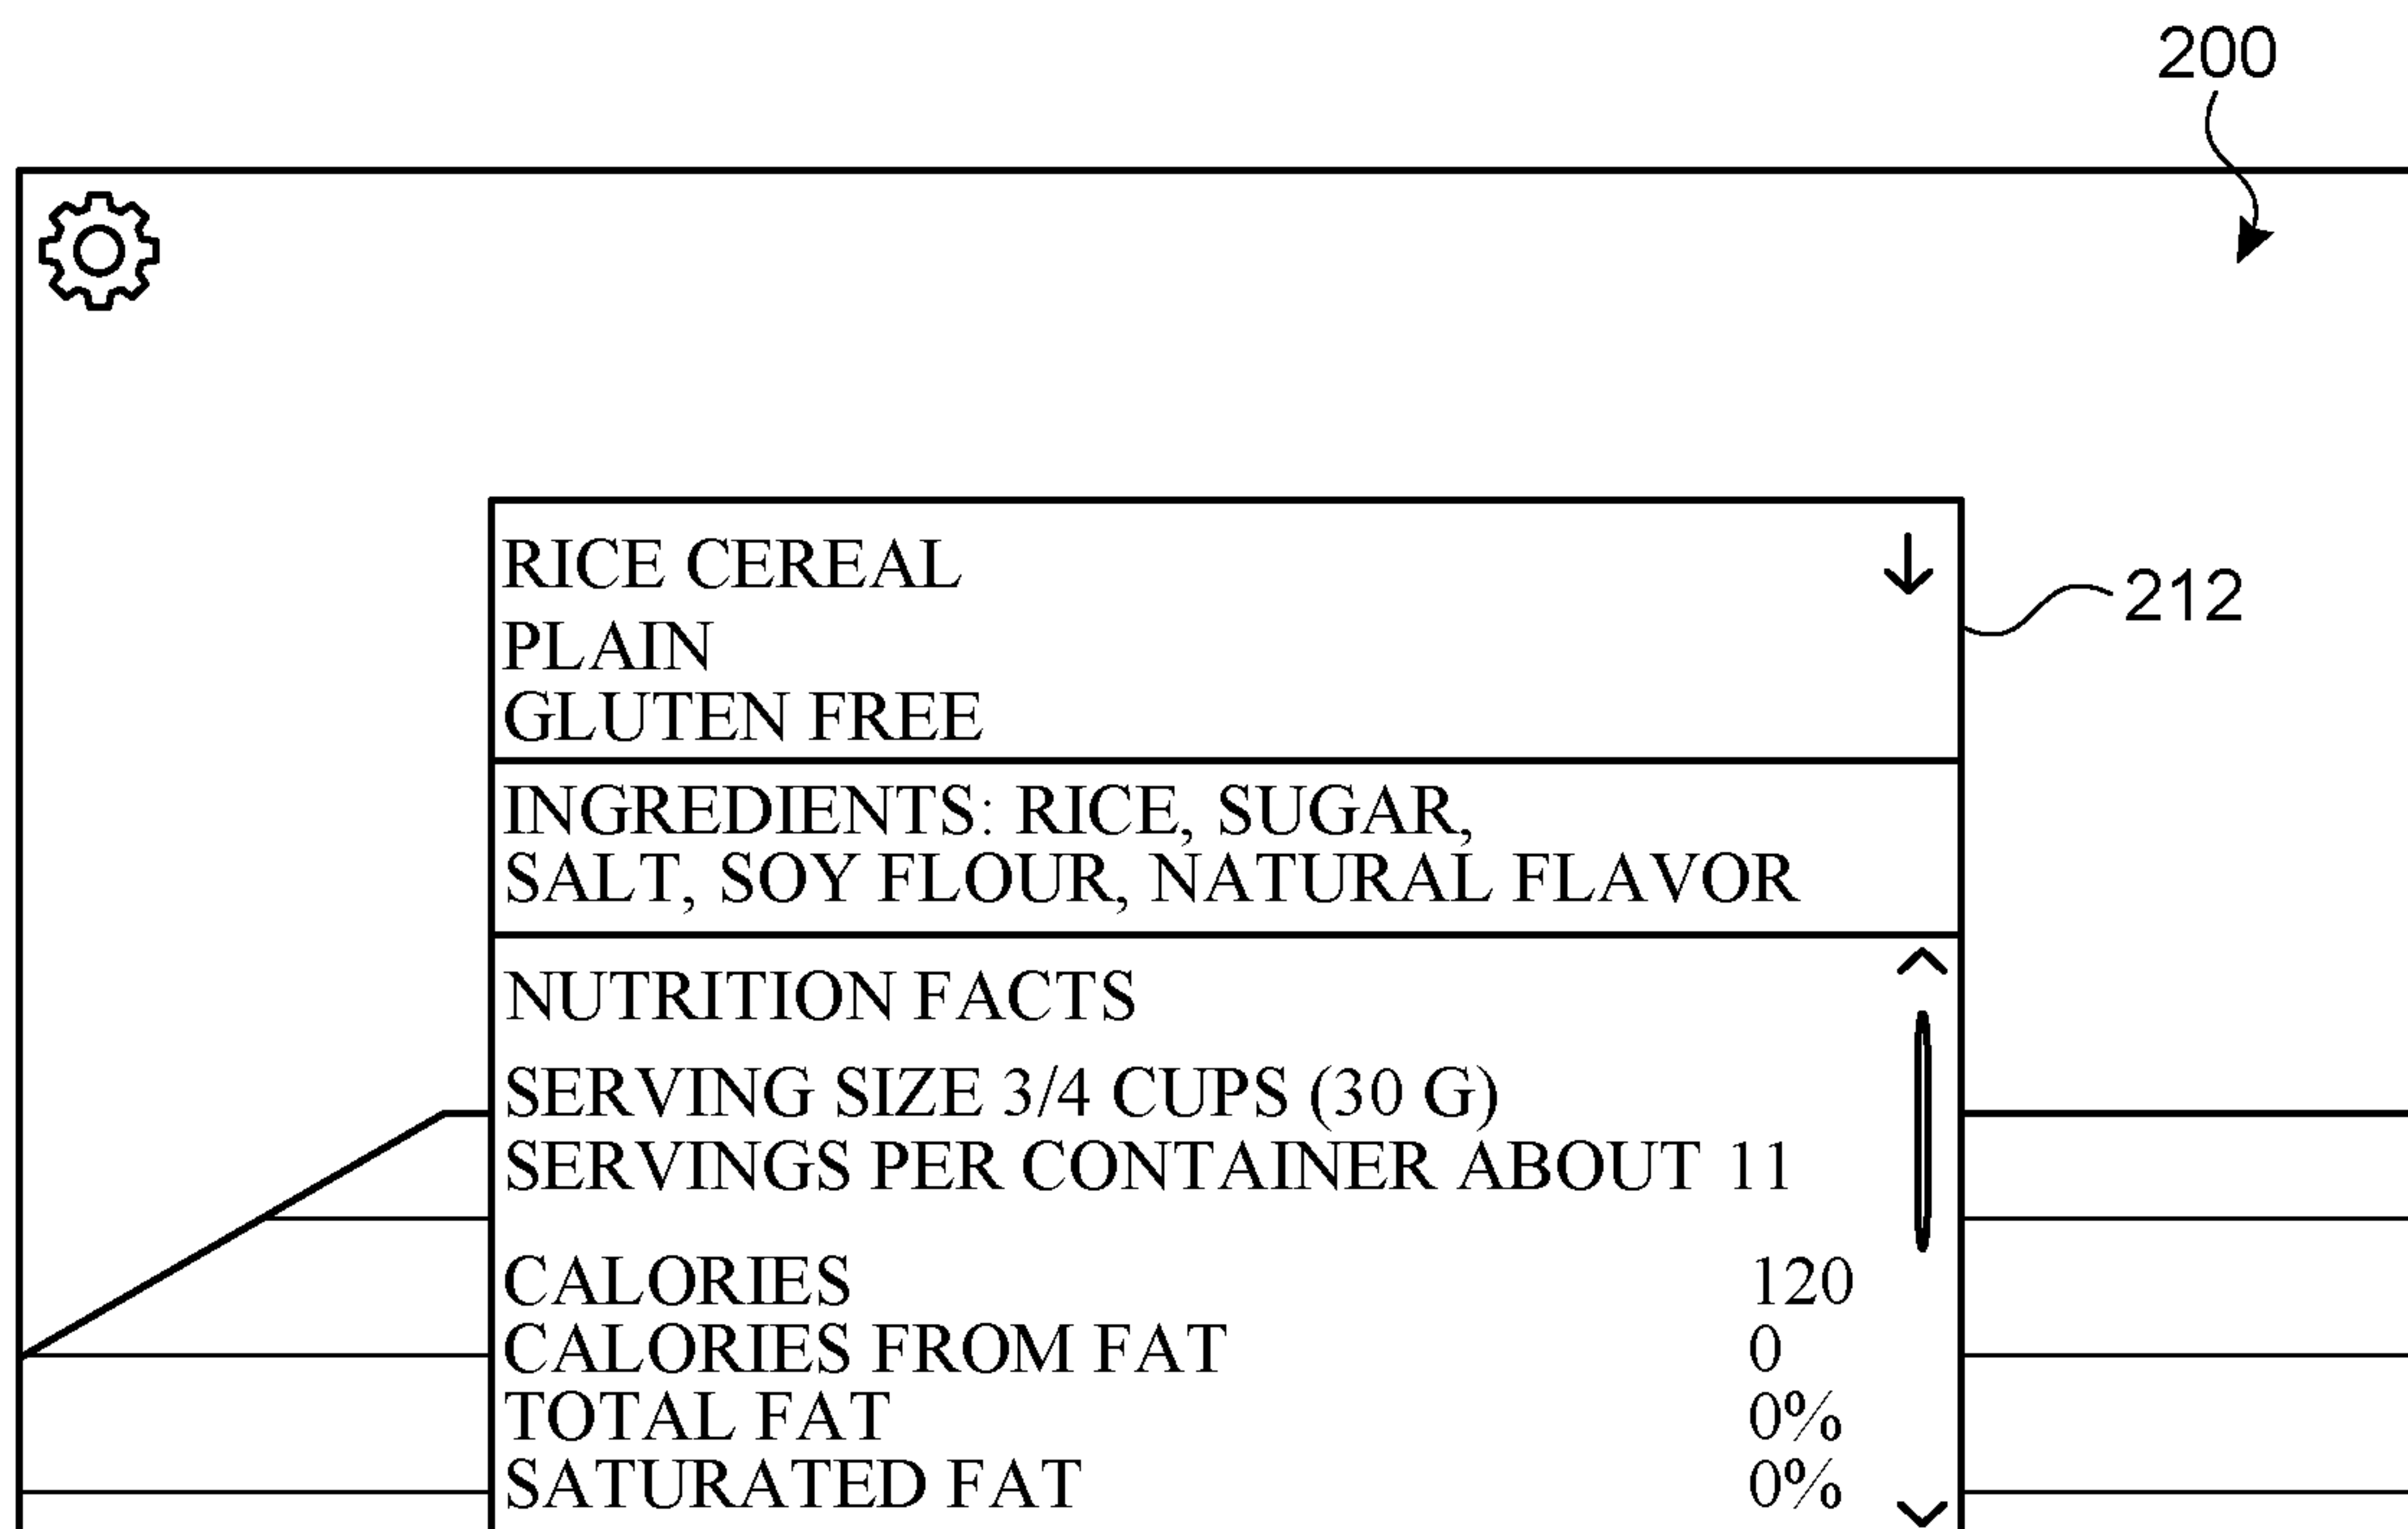 200
RICE CEREAL
212
PLAIN
GLUTEN FREE
INGREDIENTS: RICE, SUGAR,
SALT, SOY FLOUR, NATURAL FLAVOR
NUTRITION FACTS
SERVING SIZE 3/4 CUPS (30 G)
SERVINGS PER CONTAINER ABOUT 11
CALORIES 120
CALORIES FROM FAT 0
TOTAL FAT 0%
SATURATED FAT 0%